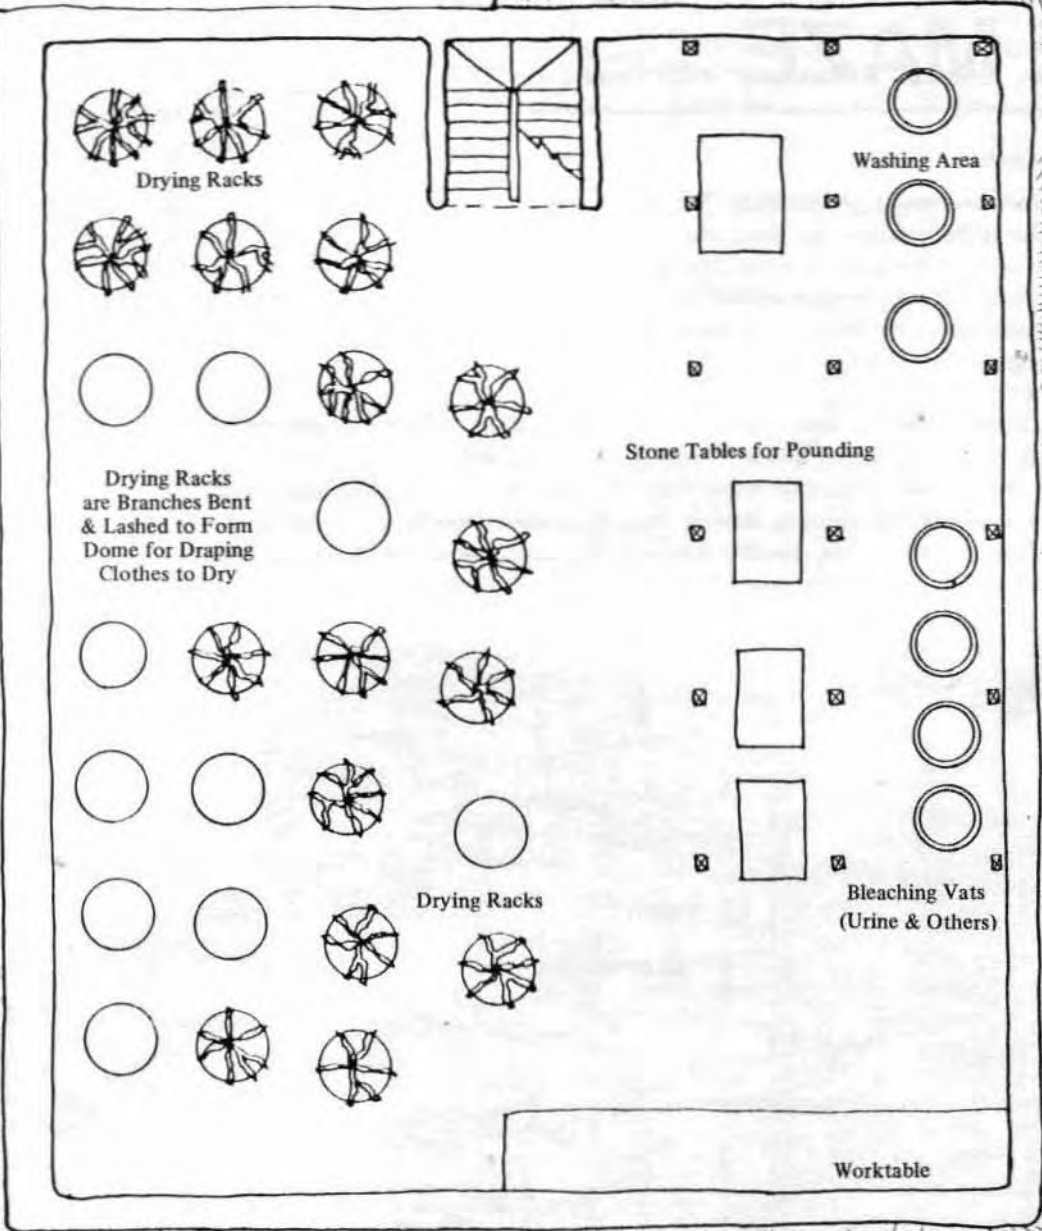 Drying Racks
Washing Area
Stone Tables for Pounding
Drying Racks
are Branches Bent
& Lashed to Form
Dome for Draping
Clothes to Dry
Drying Racks
Bleaching Vats
(Urine & Others)
Worktable